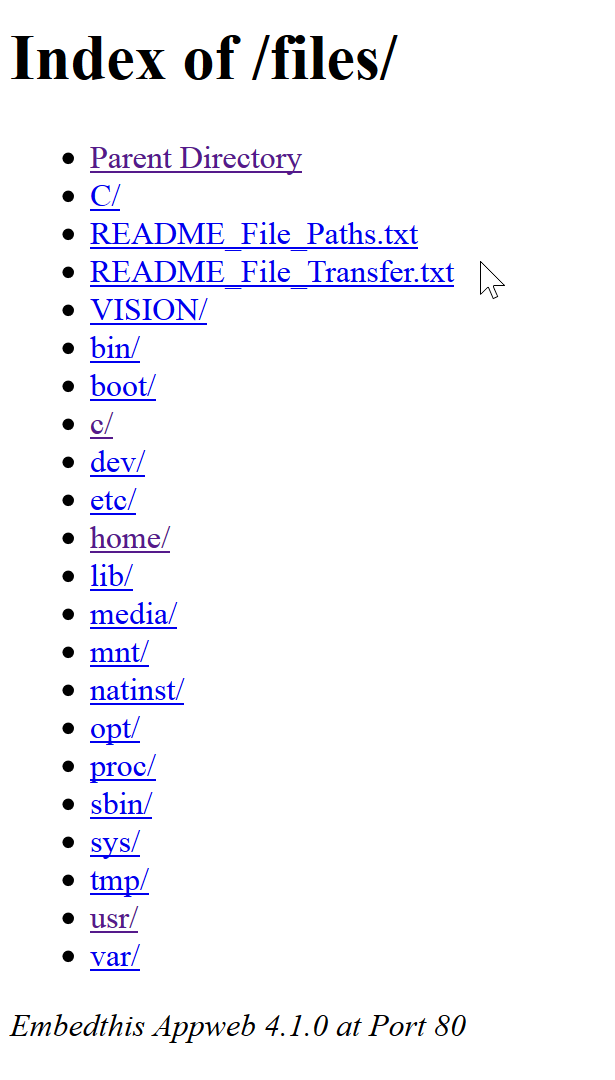 Index of /files/
Parent Directory
C/
README_File_Paths.txt
README_File_Transfer.txt
VISION/
bin/
boot/
c/
dev/
etc/
home/
lib/
media/
mnt/
natinst/
opt/
proc/
sbin/
sys/
tmp/
usr/
var/
Embedthis Appweb 4.1.0 at Port 80